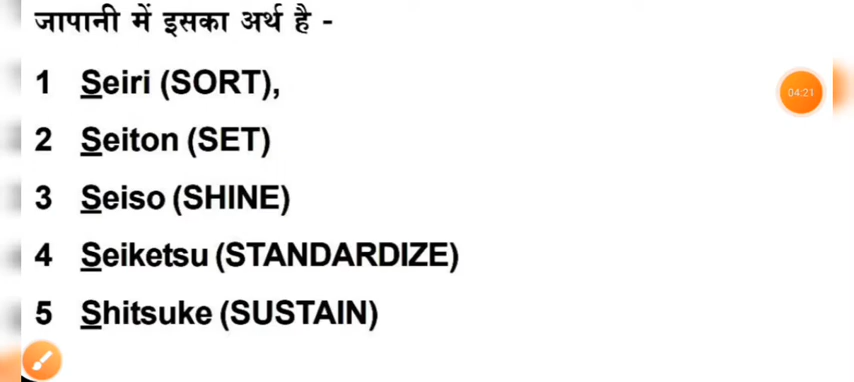 जापानी में इसका अर्थ है -
04:21
1 Seiri (SORT),
2 Seiton (SET)
3 Seiso (SHINE)
4 Seiketsu (STANDARDIZE)
5 Shitsuke (SUSTAIN)